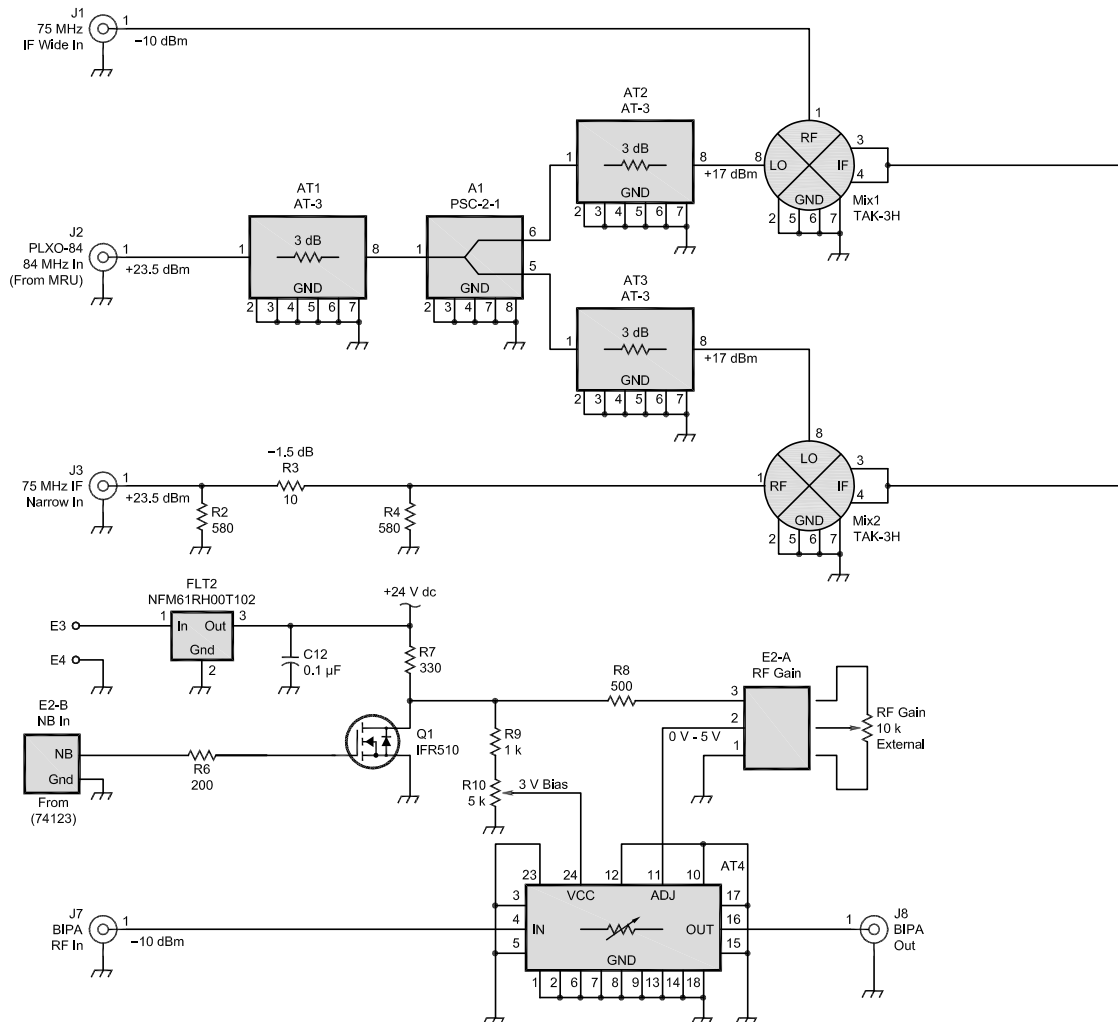 J1
75 MHz
IF Wide In
1
−10 dBm
AT2
AT-3
3 dB
1
8
GND
2 3 4 5 6 7
+17 dBm
1
RF
8
LO
IF
3
4
GND
2 5 6 7
Mix1
TAK-3H
J2
PLXO-84
84 MHz In
(From MRU)
1
+23.5 dBm
AT1
AT-3
1
3 dB
8
GND
2 3 4 5 6 7
A1
PSC-2-1
1
6
5
GND
2 3 4 7 8
AT3
AT-3
1
3 dB
8
GND
2 3 4 5 6 7
+17 dBm
J3
75 MHz IF
Narrow In
1
+23.5 dBm
−1.5 dB
R3
10
R2
580
R4
580
8
LO
1
RF
IF
3
4
GND
2 5 6 7
Mix2
TAK-3H
FLT2
NFM61RH00T102
E3
1
In Out
3
Gnd
2
E4
C12
0.1 µF
+24 V dc
R7
330
R8
500
E2-A
RF Gain
3
2
1
0 V - 5 V
RF Gain
10 k
External
E2-B
NB In
NB
Gnd
From
(74123)
R6
200
Q1
IFR510
R9
1 k
R10
5 k
3 V Bias
AT4
23 24 12 11 10
VCC ADJ
3
4
5
IN
OUT
17
16
15
GND
1 2 6 7 8 9 13 14 18
J7
BIPA
RF In
1
−10 dBm
1
J8
BIPA
Out